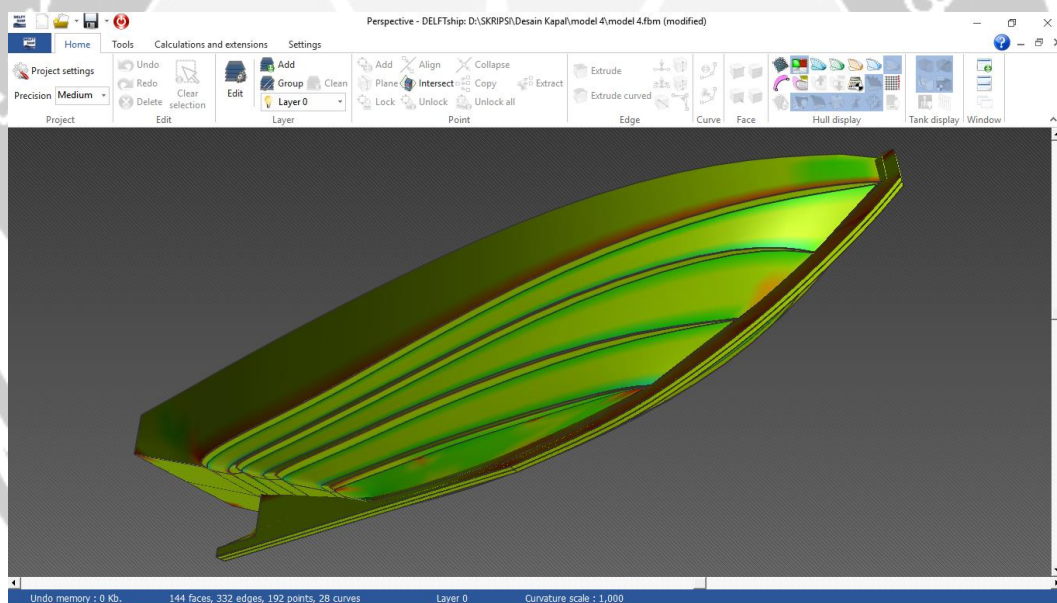 Perspective - DELFTship: D:\SKRIPSI\Desain Kapal\model 4\model 4.fbm (modified)
Home Tools Calculations and extensions Settings
Project settings
Precision Medium
Project
Undo
Redo
Delete
Clear selection
Edit
Edit
Add
Group Clean
Layer 0
Layer
Add Align Collapse
Plane Intersect Copy Extract
Lock Unlock Unlock all
Point
Extrude
Extrude curved
Edge
Curve
Face
Hull display
Tank display
Window
Undo memory : 0 Kb. 144 faces, 332 edges, 192 points, 28 curves Layer 0 Curvature scale : 1,000